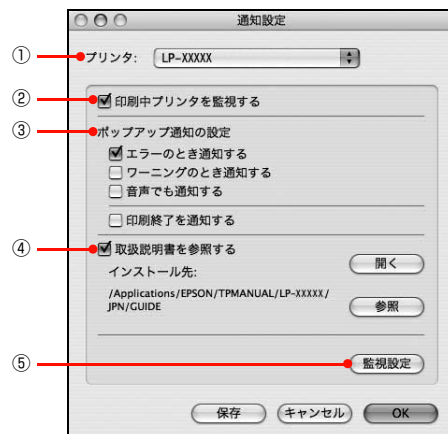 通知設定
① プリンタ: LP-XXXXX
② 印刷中プリンタを監視する
③ ポップアップ通知の設定
エラーのとき通知する
ワーニングのとき通知する
音声でも通知する
印刷終了を通知する
④ 取扱説明書を参照する
開く
インストール先:
/Applications/EPSON/TPMANUAL/LP-XXXXX/
JPN/GUIDE
参照
⑤ 監視設定
保存 キャンセル OK